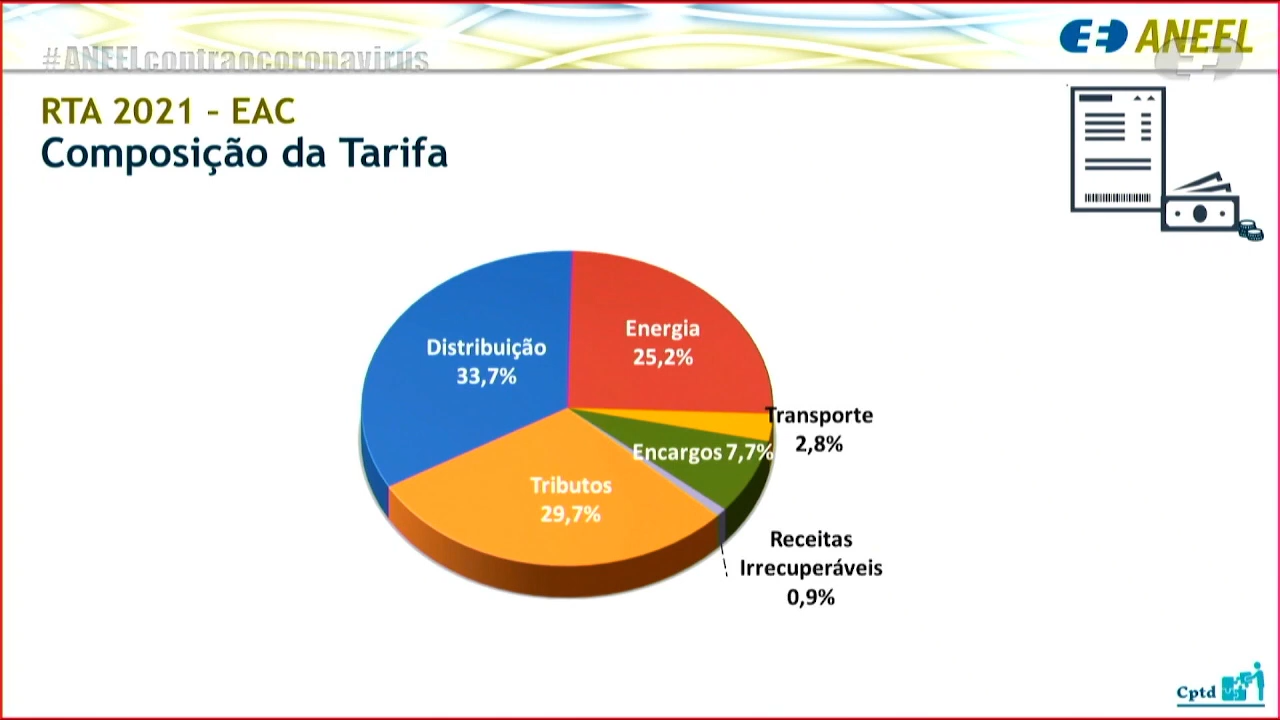 #ANEELcontraocoronavirus
ANEEL
RTA 2021 – EAC
Composição da Tarifa
Distribuição
33,7%
Energia
25,2%
Transporte
2,8%
Encargos 7,7%
Tributos
29,7%
Receitas
Irrecuperáveis
0,9%
Cptd